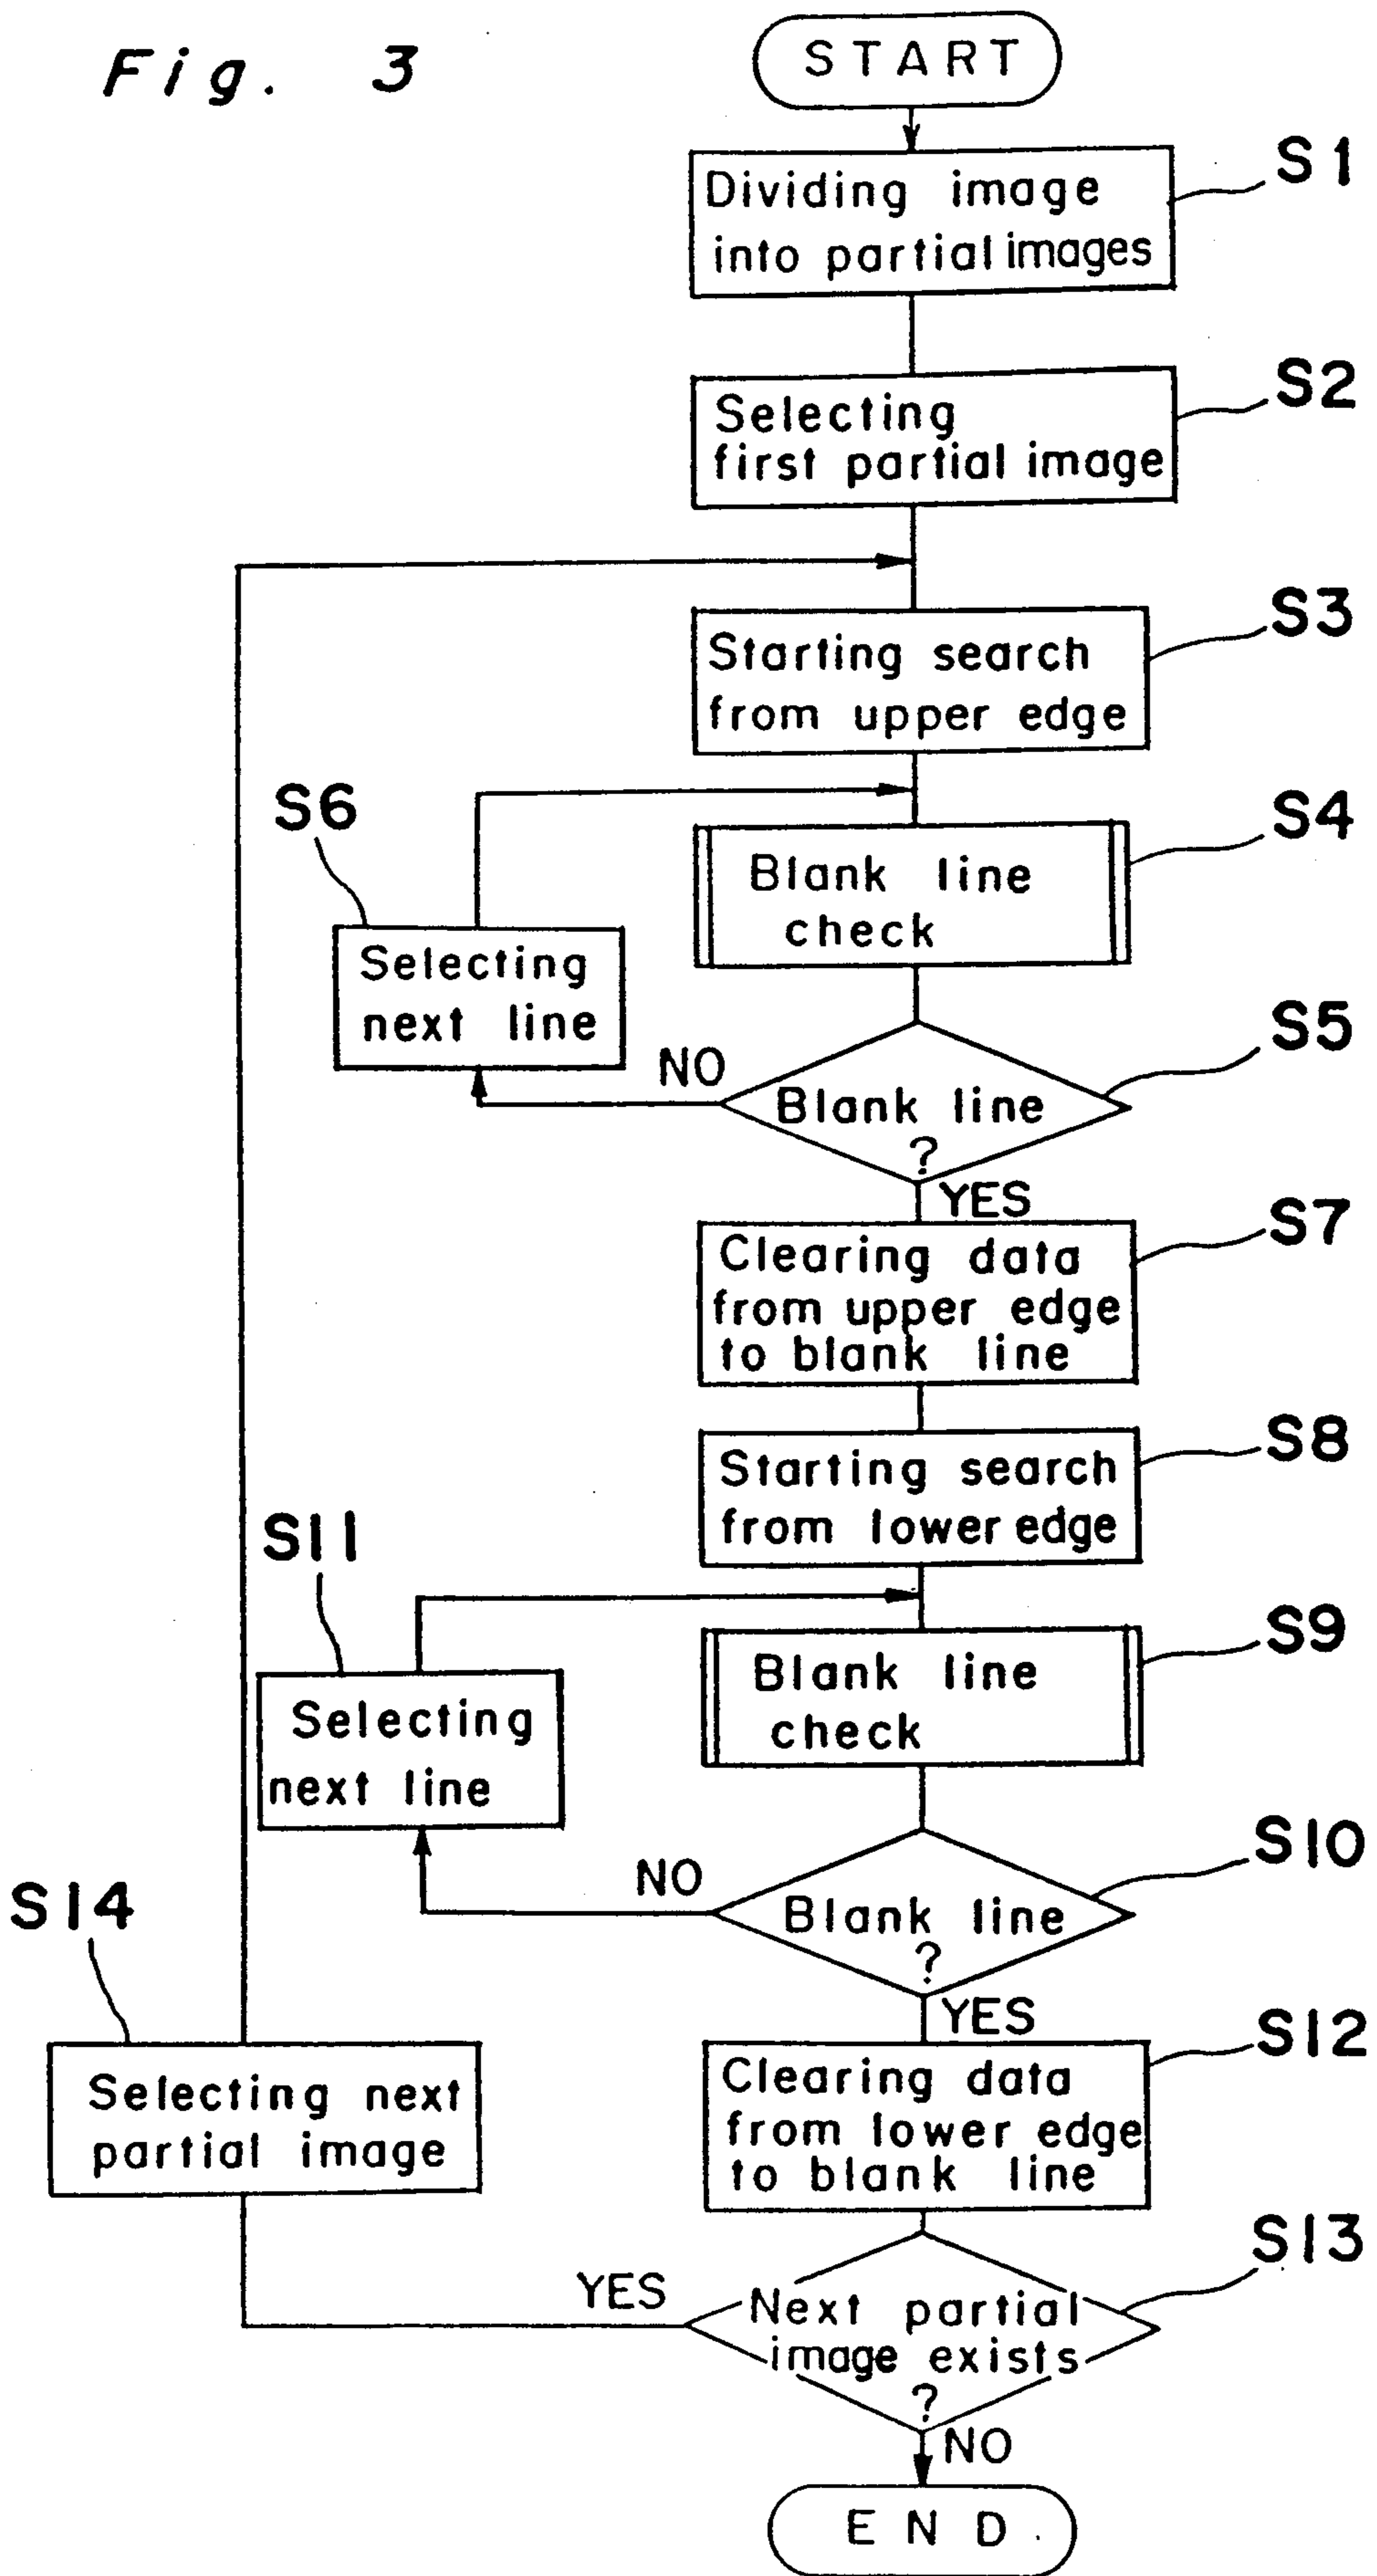 Fig. 3
START
S1
Dividing image
into partial images
S2
Selecting
first partial image
S3
Starting search
from upper edge
S6
S4
Blank line
check
Selecting
next line
S5
NO
Blank line
?
YES
S7
Clearing data
from upper edge
to blank line
S8
Starting search
from lower edge
S11
S9
Blank line
check
Selecting
next line
S10
NO
Blank line
?
S14
YES
S12
Clearing data
from lower edge
to blank line
Selecting next
partial image
S13
YES
Next partial
image exists
?
NO
END